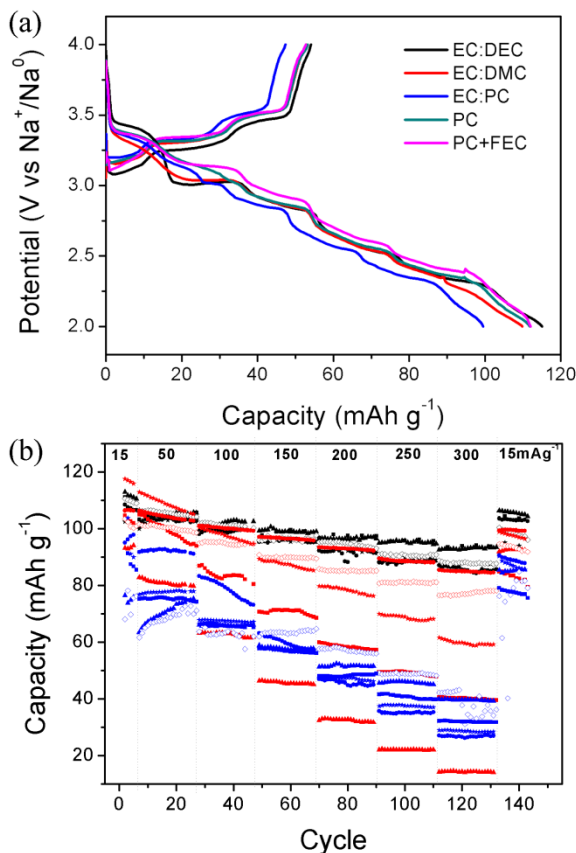 (a)
4.0
3.5
3.0
2.5
2.0
Potential (V vs Na⁺/Na⁰)
EC:DEC
EC:DMC
EC:PC
PC
PC+FEC
0 20 40 60 80 100 120
Capacity (mAh g⁻¹)
(b)
15 50 100 150 200 250 300 15mAg⁻¹
120
100
80
60
40
20
Capacity (mAh g⁻¹)
0 20 40 60 80 100 120 140
Cycle